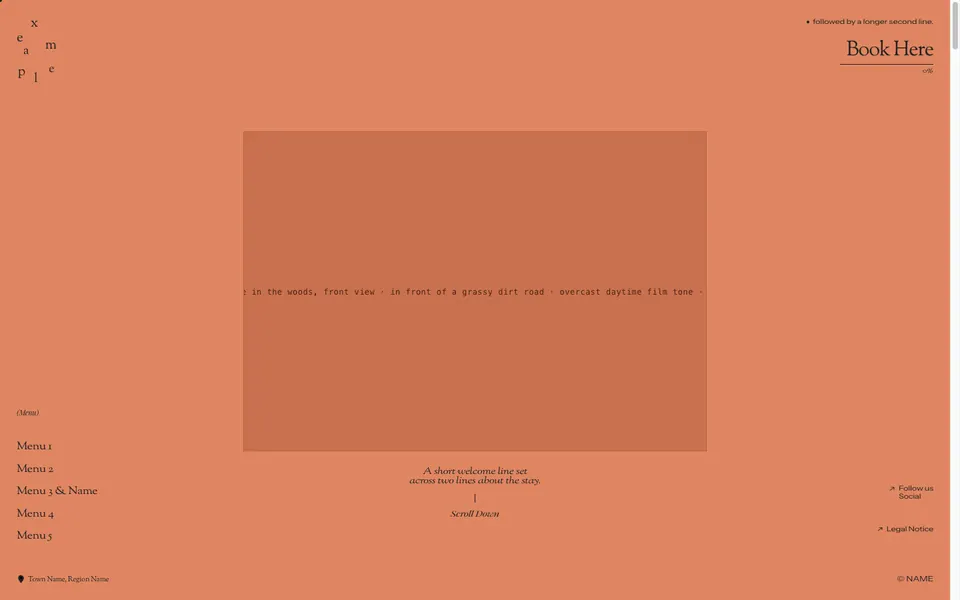 example
• followed by a longer second line.
Book Here
in the woods, front view · in front of a grassy dirt road · overcast daytime film tone ·
(Menu)
Menu 1
Menu 2
Menu 3 & Name
Menu 4
Menu 5
A short welcome line set
across two lines about the stay.
Scroll Down
↗ Follow us
Social
↗ Legal Notice
Town Name, Region Name
© NAME